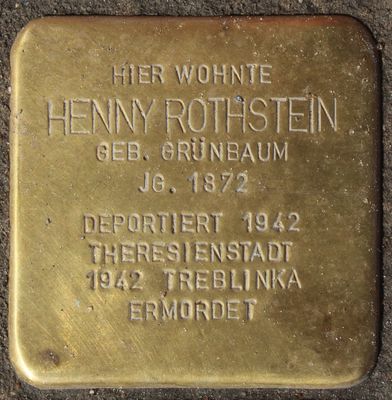 HIER WOHNTE
HENNY ROTHSTEIN
GEB. GRÜNBAUM
JG. 1872
DEPORTIERT 1942
THERESIENSTADT
1942 TREBLINKA
ERMORDET